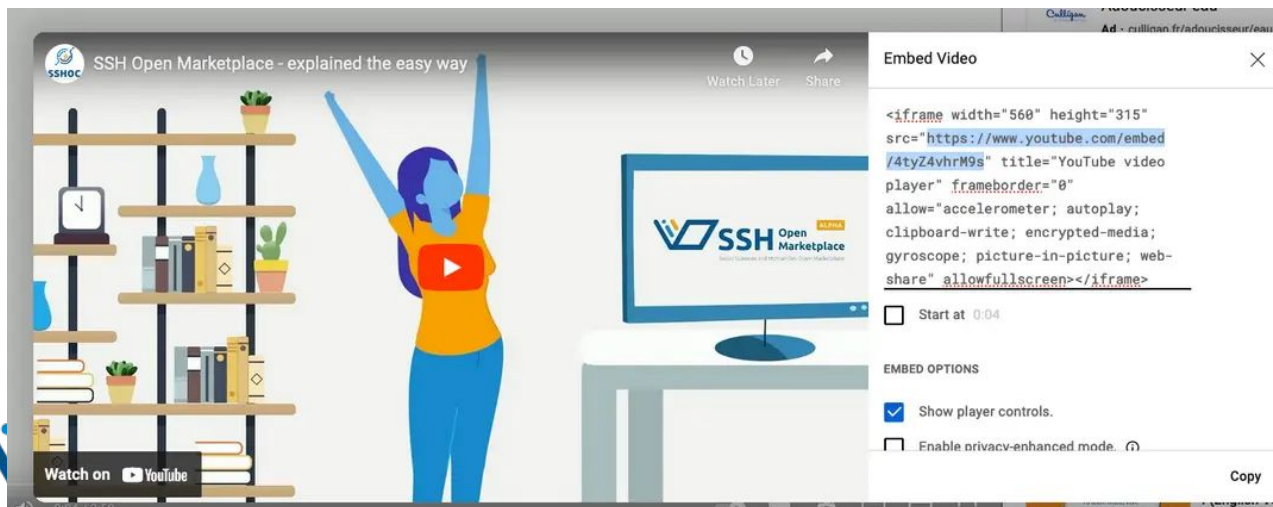 Culligan
Ad · culligan.fr/adoucisseur/eau
SSHOC
SSH Open Marketplace - explained the easy way
Watch Later
Share
SSH Open Marketplace
ALPHA
Watch on YouTube
Embed Video
<iframe width="560" height="315"
src="https://www.youtube.com/embed
/4tyZ4vhrM9s" title="YouTube video
player" frameborder="0"
allow="accelerometer; autoplay;
clipboard-write; encrypted-media;
gyroscope; picture-in-picture; web-
share" allowfullscreen></iframe>
Start at 0:04
EMBED OPTIONS
Show player controls.
Enable privacy-enhanced mode.
Copy